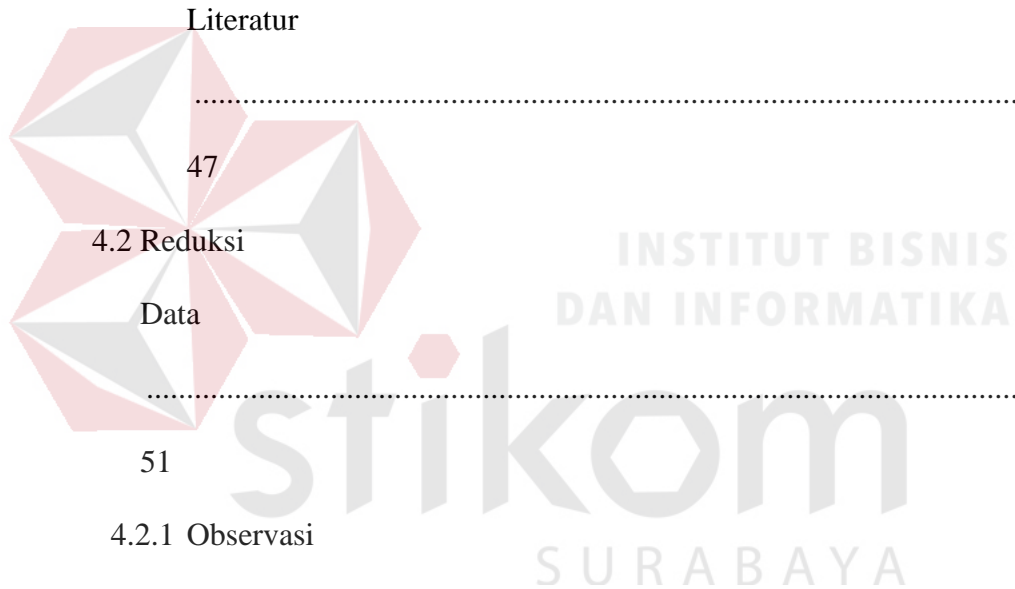 Literatur
........................................................................................................
47
4.2 Reduksi
INSTITUT BISNIS
Data
DAN INFORMATIKA
..............................................................................................................
stikom
51
4.2.1 Observasi
SURABAYA